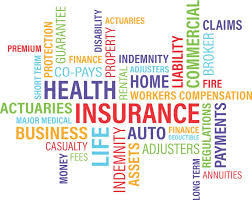 ACTUARIES
CLAIMS
PREMIUM
SHORT TERM
PROTECTION
GUARANTEE
FINANCE
CO-PAYS
DISABILITY
PROPERTY
RENTAL
INDEMNITY
ADJUSTERS
HOME
LIABILITY
COMMERCIAL
BROKER
FIRE
HEALTH
WORKERS COMPENSATION
ACTUARIES
INSURANCE
MAJOR MEDICAL
BUSINESS
CASUALTY
MONEY
FEES
LIFE
INDEMNITY
AUTO
ASSETS
FINANCE
DEDUCTIBLE
ADJUSTERS
REGULATIONS
PAYMENTS
LONG TERM
ANNUITIES